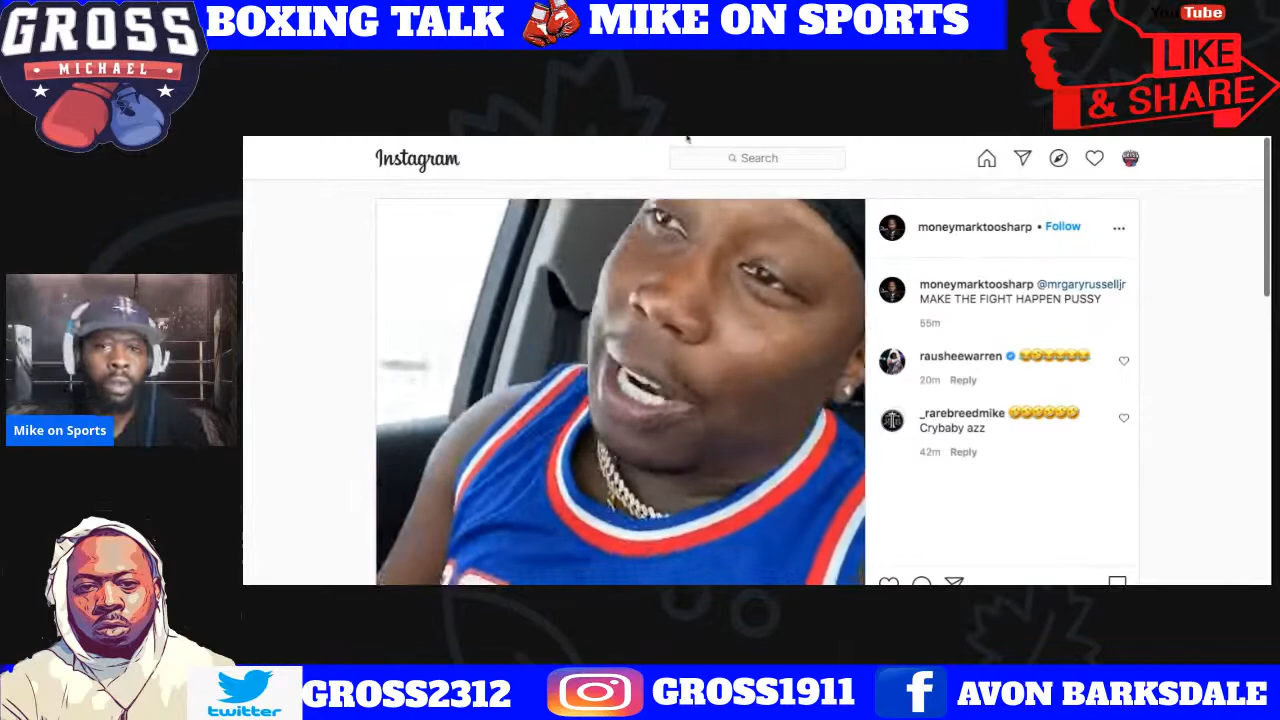 GROSS
MICHAEL
BOXING TALK
MIKE ON SPORTS
YouTube
LIKE
& SHARE
Instagram
Search
moneymarktoosharp • Follow
moneymarktoosharp @mrgaryrusselljr
MAKE THE FIGHT HAPPEN PUSSY
55m
rausheewarren
20m Reply
_rarebreedmike
Crybaby azz
42m Reply
Mike on Sports
twitter
GROSS2312
GROSS1911
AVON BARKSDALE